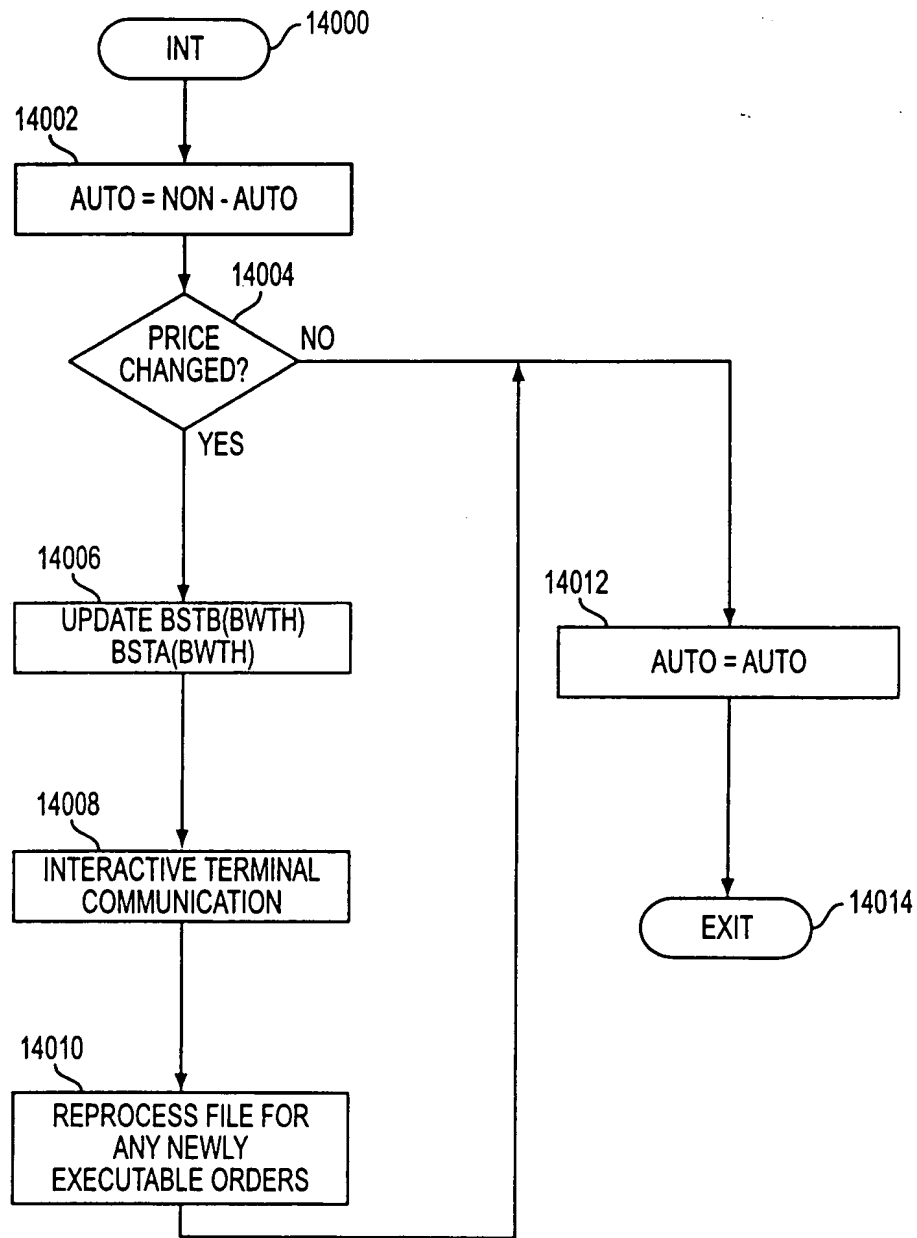 14000
INT
14002
AUTO = NON - AUTO
14004
PRICE
CHANGED?
NO
YES
14006
UPDATE BSTB(BWTH)
BSTA(BWTH)
14012
AUTO = AUTO
14008
INTERACTIVE TERMINAL
COMMUNICATION
14014
EXIT
14010
REPROCESS FILE FOR
ANY NEWLY
EXECUTABLE ORDERS